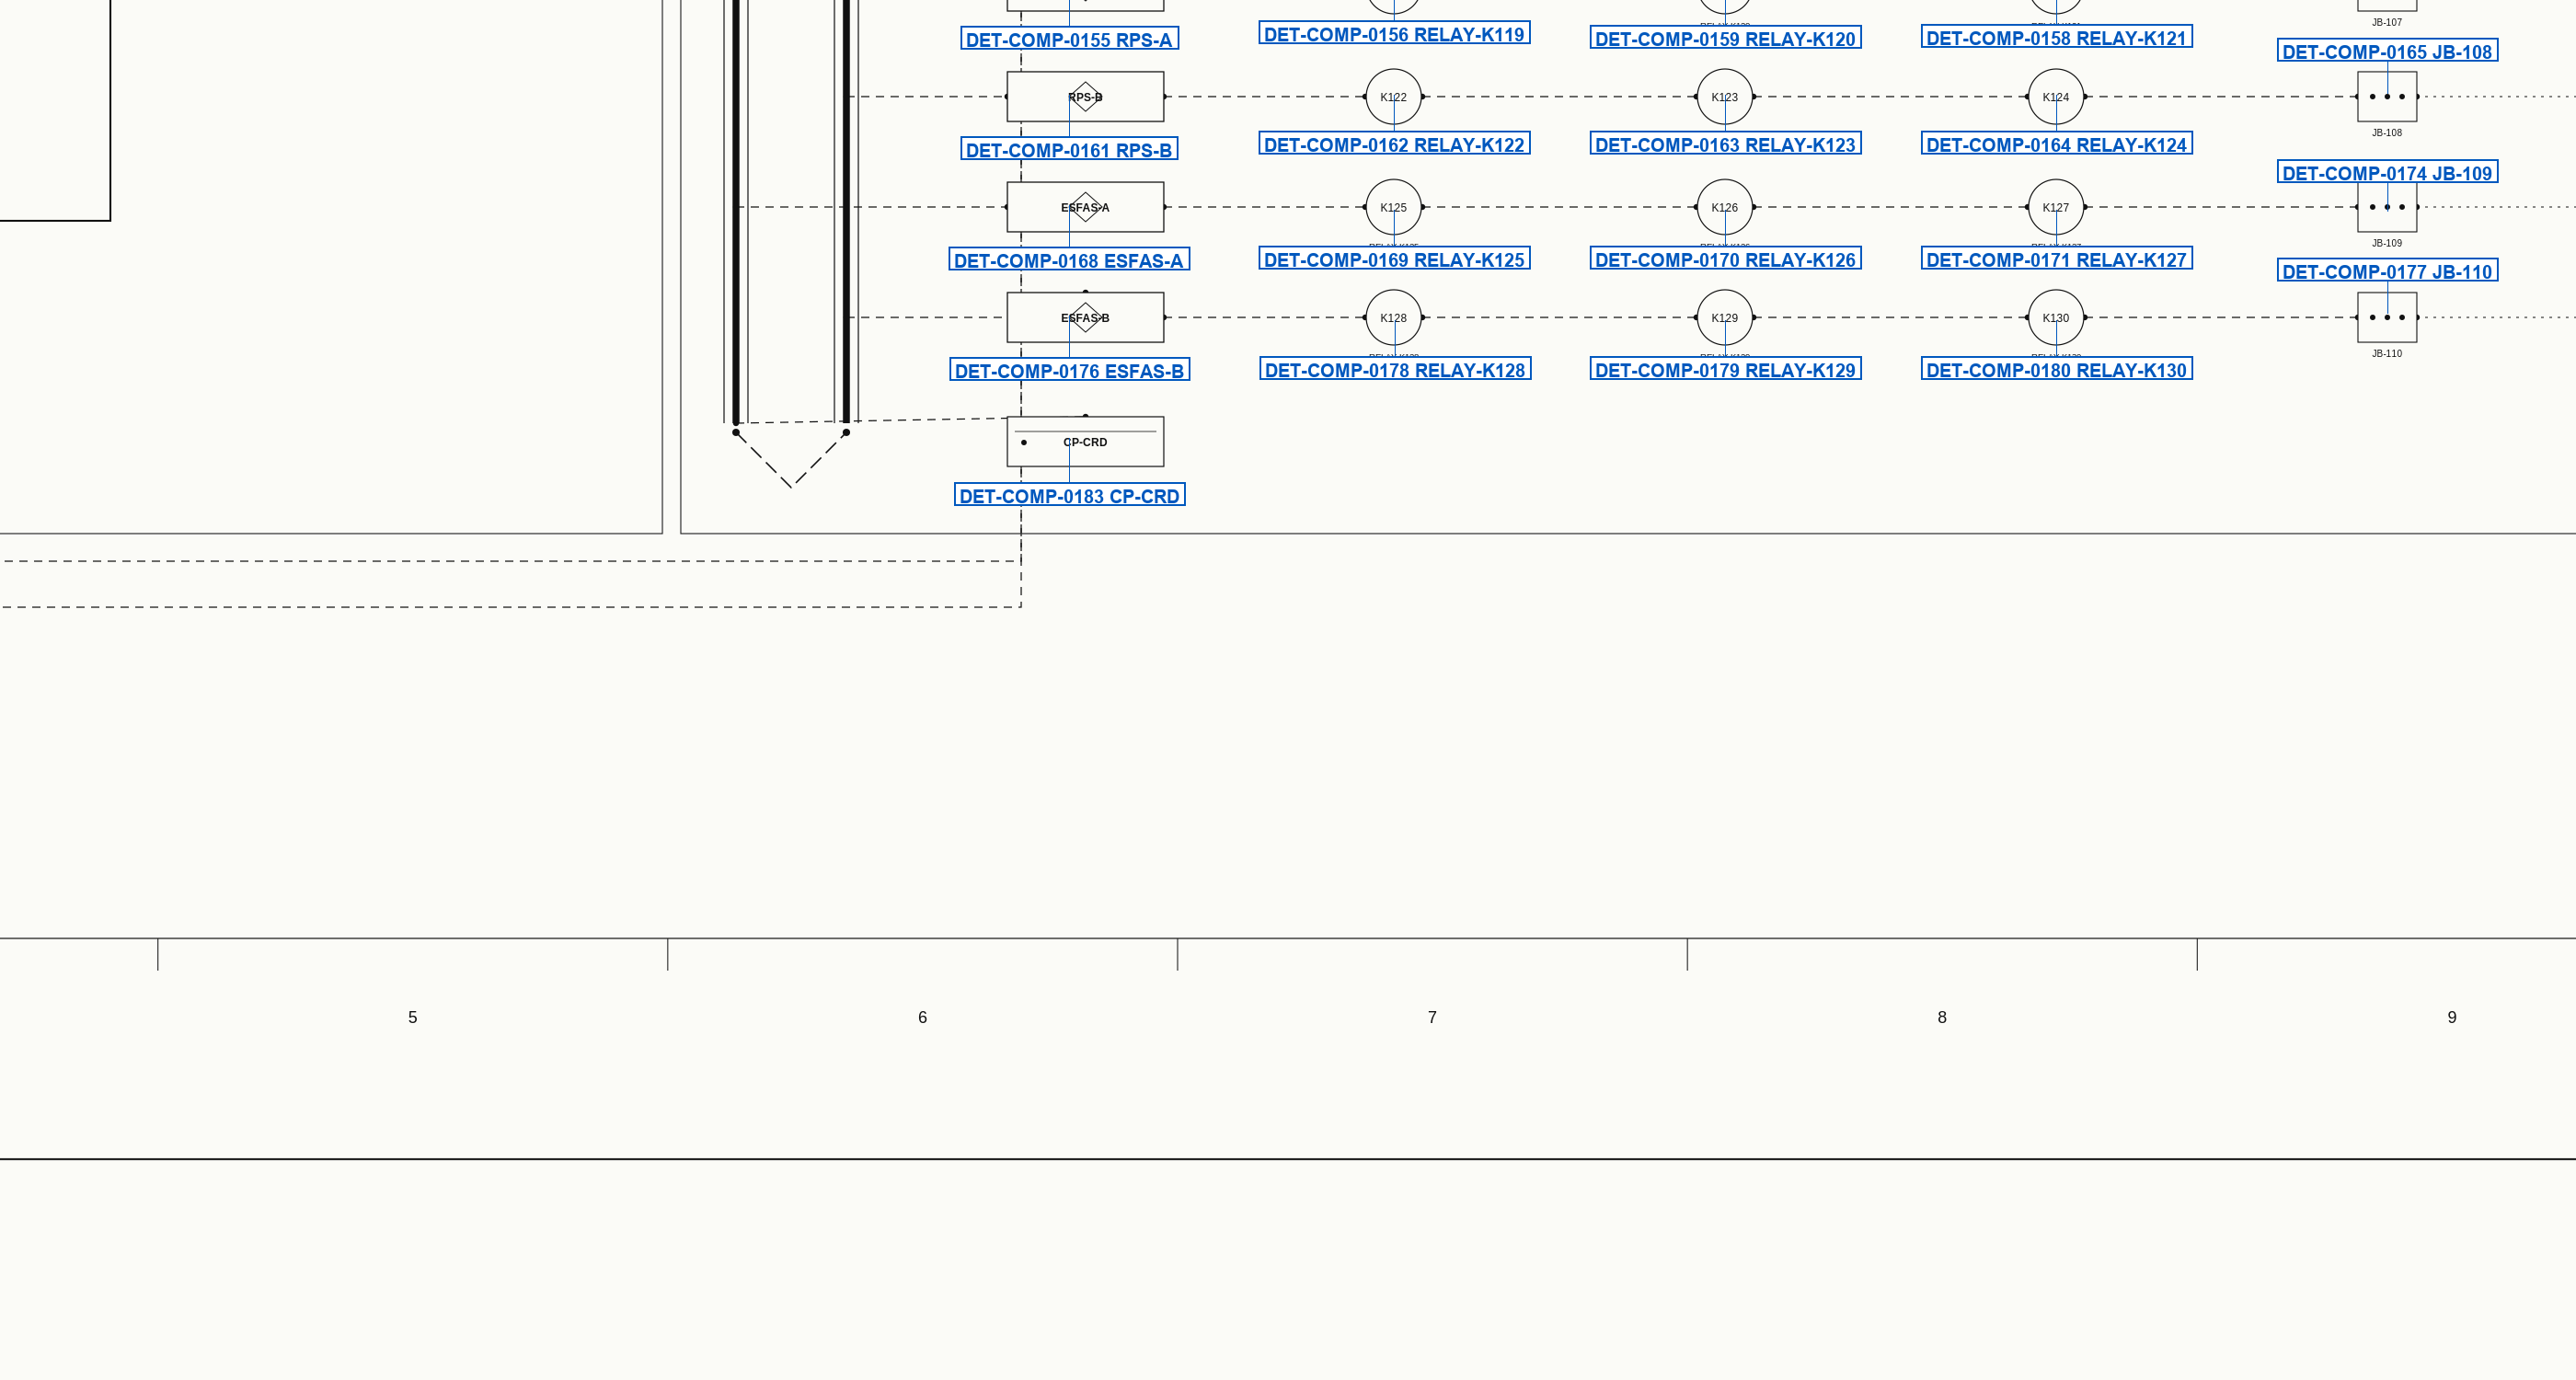 JB-107
DET-COMP-0155 RPS-A
DET-COMP-0156 RELAY-K119
DET-COMP-0159 RELAY-K120
DET-COMP-0158 RELAY-K121
DET-COMP-0165 JB-108
RPS-B
K122
K123
K124
JB-108
DET-COMP-0161 RPS-B
DET-COMP-0162 RELAY-K122
DET-COMP-0163 RELAY-K123
DET-COMP-0164 RELAY-K124
DET-COMP-0174 JB-109
ESFAS-A
K125
K126
K127
JB-109
DET-COMP-0168 ESFAS-A
DET-COMP-0169 RELAY-K125
DET-COMP-0170 RELAY-K126
DET-COMP-0171 RELAY-K127
DET-COMP-0177 JB-110
ESFAS-B
K128
K129
K130
JB-110
DET-COMP-0176 ESFAS-B
DET-COMP-0178 RELAY-K128
DET-COMP-0179 RELAY-K129
DET-COMP-0180 RELAY-K130
CP-CRD
DET-COMP-0183 CP-CRD
5
6
7
8
9